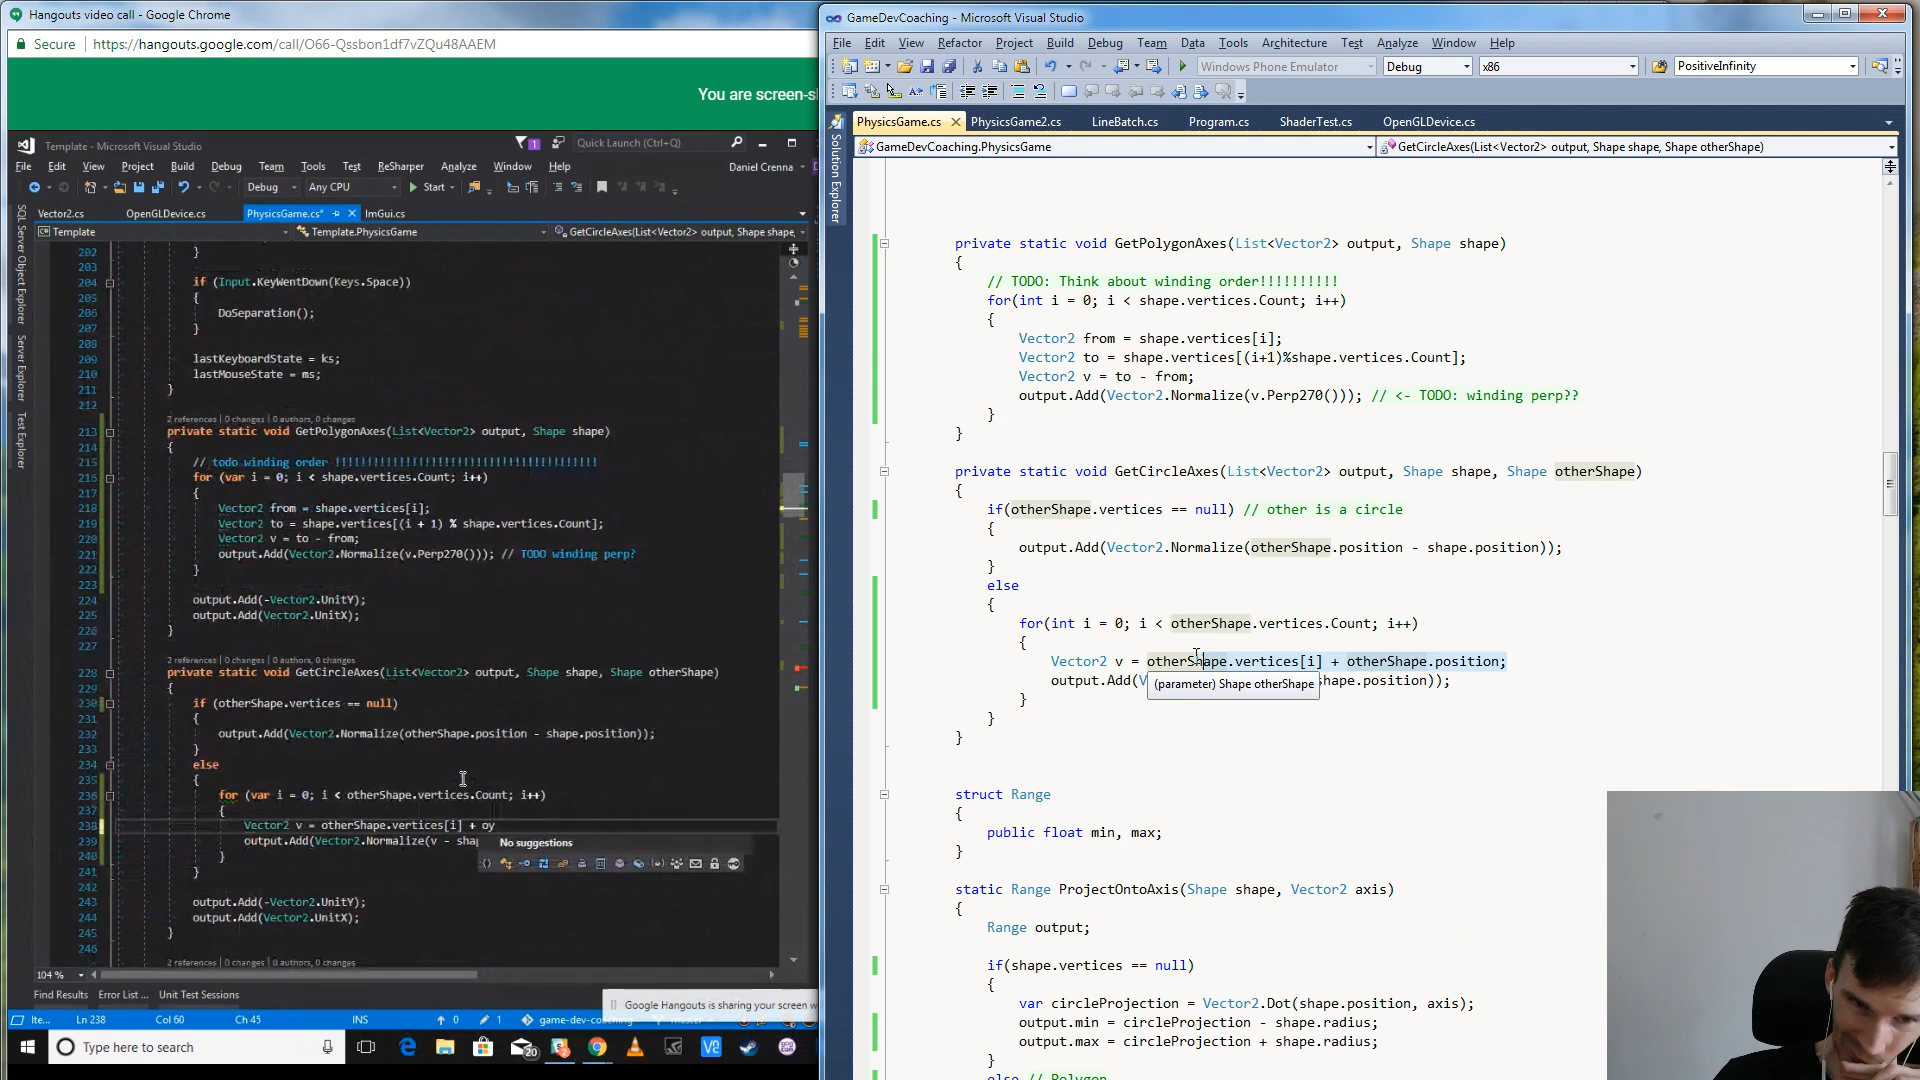 Hangouts video call - Google Chrome
Secure https://hangouts.google.com/call/O66-Qssbon1df7vZQu48AAEM
You are screen-s
Template - Microsoft Visual Studio
1
Quick Launch (Ctrl+Q)
File Edit View Project Build Debug Team Tools Test ReSharper Analyze Window Help
Daniel Crenna
Debug Any CPU Start
Vector2.cs OpenGLDevice.cs PhysicsGame.cs* ImGui.cs
Template Template.PhysicsGame GetCircleAxes(List<Vector2> output, Shape shape,
SQL Server Object Explorer
Server Explorer
Test Explorer
202 }
203
204 if (Input.KeyWentDown(Keys.Space))
205 {
206 DoSeparation();
207 }
208
209 lastKeyboardState = ks;
210 lastMouseState = ms;
211 }
212
2 references | 0 changes | 0 authors, 0 changes
213 private static void GetPolygonAxes(List<Vector2> output, Shape shape)
214 {
215 // todo winding order !!!!!!!!!!!!!!!!!!!!!!!!!!!!!!!!!!!!!!!!!
216 for (var i = 0; i < shape.vertices.Count; i++)
217 {
218 Vector2 from = shape.vertices[i];
219 Vector2 to = shape.vertices[(i + 1) % shape.vertices.Count];
220 Vector2 v = to - from;
221 output.Add(Vector2.Normalize(v.Perp270())); // TODO winding perp?
222 }
223
224 output.Add(-Vector2.UnitY);
225 output.Add(Vector2.UnitX);
226 }
227
2 references | 0 changes | 0 authors, 0 changes
228 private static void GetCircleAxes(List<Vector2> output, Shape shape, Shape otherShape)
229 {
230 if (otherShape.vertices == null)
231 {
232 output.Add(Vector2.Normalize(otherShape.position - shape.position));
233 }
234 else
235 {
236 for (var i = 0; i < otherShape.vertices.Count; i++)
237 {
238 Vector2 v = otherShape.vertices[i] + oy
239 output.Add(Vector2.Normalize(v - sha
No suggestions
240 }
241 }
242
243 output.Add(-Vector2.UnitY);
244 output.Add(Vector2.UnitX);
245 }
246
2 references | 0 changes | 0 authors, 0 changes
104 %
Find Results Error List ... Unit Test Sessions
Google Hangouts is sharing your screen w
Ite... Ln 238 Col 60 Ch 45 INS 0 1 game-dev-coaching
Type here to search
20
GameDevCoaching - Microsoft Visual Studio
File Edit View Refactor Project Build Debug Team Data Tools Architecture Test Analyze Window Help
Windows Phone Emulator Debug x86 PositiveInfinity
PhysicsGame.cs PhysicsGame2.cs LineBatch.cs Program.cs ShaderTest.cs OpenGLDevice.cs
GameDevCoaching.PhysicsGame GetCircleAxes(List<Vector2> output, Shape shape, Shape otherShape)
Solution Explorer
private static void GetPolygonAxes(List<Vector2> output, Shape shape)
{
// TODO: Think about winding order!!!!!!!!!!
for(int i = 0; i < shape.vertices.Count; i++)
{
Vector2 from = shape.vertices[i];
Vector2 to = shape.vertices[(i+1)%shape.vertices.Count];
Vector2 v = to - from;
output.Add(Vector2.Normalize(v.Perp270())); // <- TODO: winding perp??
}
}
private static void GetCircleAxes(List<Vector2> output, Shape shape, Shape otherShape)
{
if(otherShape.vertices == null) // other is a circle
{
output.Add(Vector2.Normalize(otherShape.position - shape.position));
}
else
{
for(int i = 0; i < otherShape.vertices.Count; i++)
{
Vector2 v = otherShape.vertices[i] + otherShape.position;
output.Add(V shape.position));
(parameter) Shape otherShape
}
}
}
struct Range
{
public float min, max;
}
static Range ProjectOntoAxis(Shape shape, Vector2 axis)
{
Range output;
if(shape.vertices == null)
{
var circleProjection = Vector2.Dot(shape.position, axis);
output.min = circleProjection - shape.radius;
output.max = circleProjection + shape.radius;
}
else // Polygon